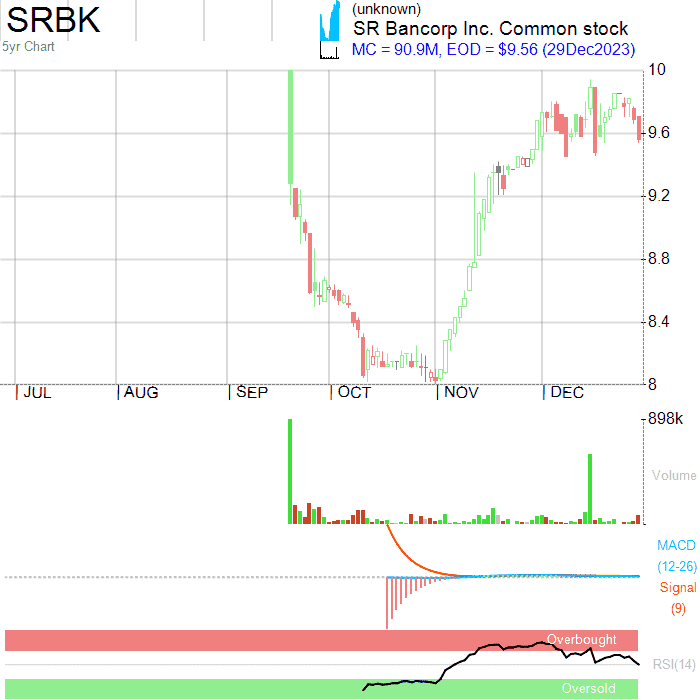 SRBK
5yr Chart
(unknown)
SR Bancorp Inc. Common stock
MC = 90.9M, EOD = $9.56 (29Dec2023)
10
9.6
9.2
8.8
8.4
8
JUL AUG SEP OCT NOV DEC
898k
Volume
MACD
(12-26)
Signal
(9)
Overbought
RSI(14)
Oversold